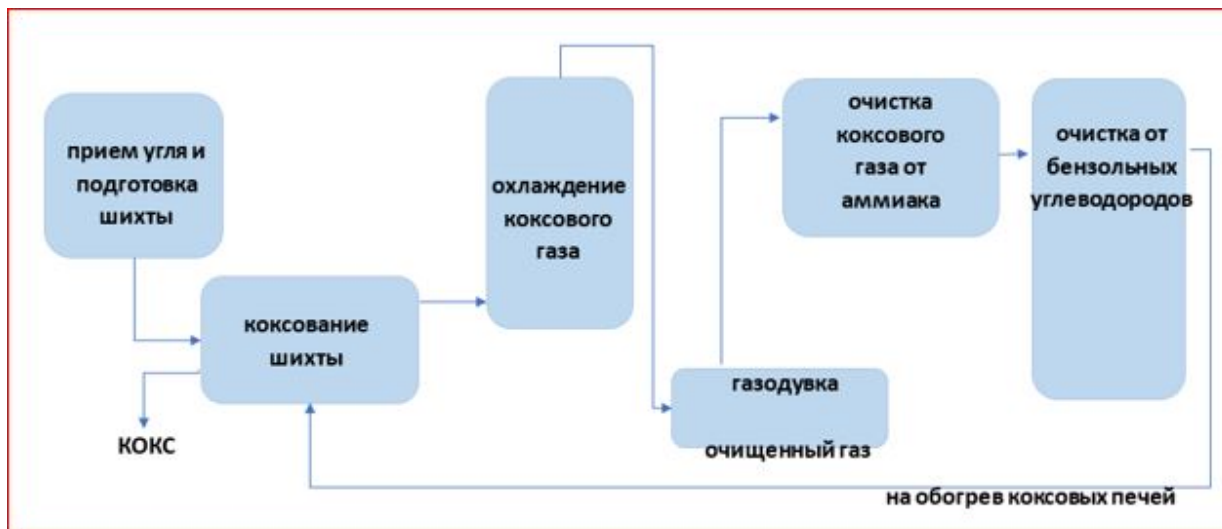 прием угля и
подготовка
шихты
коксование
шихты
КОКС
охлаждение
коксового
газа
газодувка
очищенный газ
очистка
коксового
газа от
аммиака
очистка от
бензольных
углеводородов
на обогрев коксовых печей